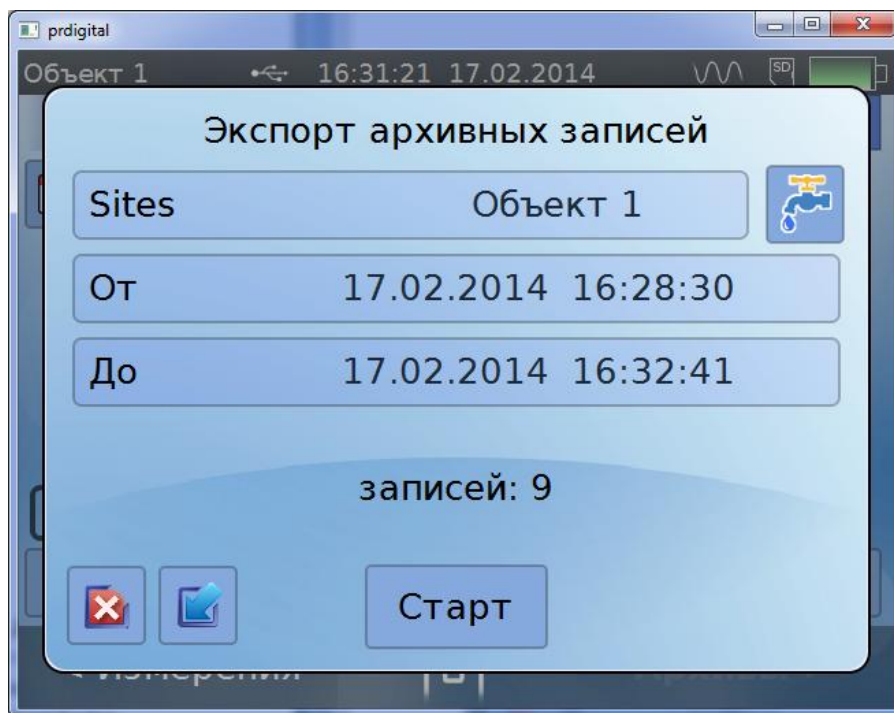 prdigital
Объект 1 16:31:21 17.02.2014 SD
Экспорт архивных записей
Sites Объект 1
От 17.02.2014 16:28:30
До 17.02.2014 16:32:41
записей: 9
Старт
< Измерения